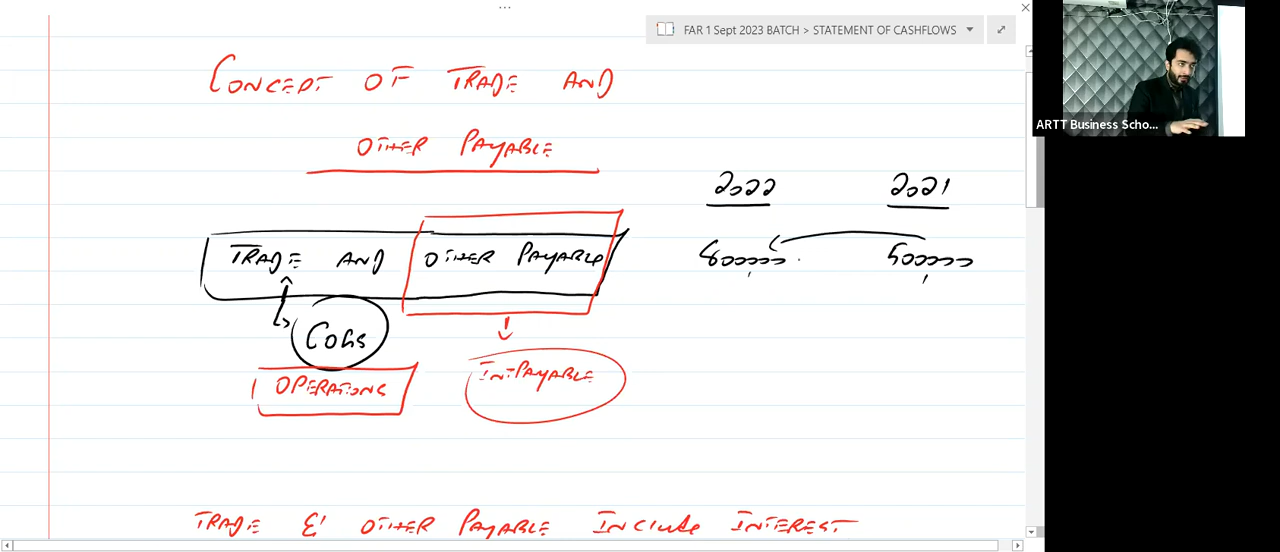 FAR 1 Sept 2023 BATCH > STATEMENT OF CASHFLOWS
ARTT Business Scho...
CONCEPT OF TRADE AND
OTHER PAYABLE
2022 2021
TRADE AND OTHER PAYABLE 800000 500000
COGS
OPERATIONS
INT PAYABLE
TRADE & OTHER PAYABLE INCLUDE INTEREST